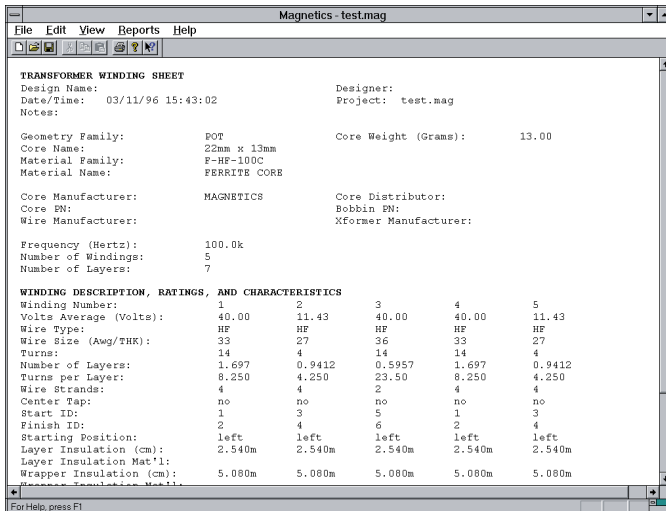 Magnetics - test.mag
File Edit View Reports Help
TRANSFORMER WINDING SHEET
Design Name: Designer:
Date/Time: 03/11/96 15:43:02 Project: test.mag
Notes:
Geometry Family: POT Core Weight (Grams): 13.00
Core Name: 22mm x 13mm
Material Family: F-HF-100C
Material Name: FERRITE CORE
Core Manufacturer: MAGNETICS Core Distributor:
Core PN: Bobbin PN:
Wire Manufacturer: Xformer Manufacturer:
Frequency (Hertz): 100.0k
Number of Windings: 5
Number of Layers: 7
WINDING DESCRIPTION, RATINGS, AND CHARACTERISTICS
Winding Number: 1 2 3 4 5
Volts Average (Volts): 40.00 11.43 40.00 40.00 11.43
Wire Type: HF HF HF HF HF
Wire Size (Awg/THK): 33 27 36 33 27
Turns: 14 4 14 14 4
Number of Layers: 1.697 0.9412 0.5957 1.697 0.9412
Turns per Layer: 8.250 4.250 23.50 8.250 4.250
Wire Strands: 4 4 2 4 4
Center Tap: no no no no no
Start ID: 1 3 5 1 3
Finish ID: 2 4 6 2 4
Starting Position: left left left left left
Layer Insulation (cm): 2.540m 2.540m 2.540m 2.540m 2.540m
Layer Insulation Mat'l:
Wrapper Insulation (cm): 5.080m 5.080m 5.080m 5.080m 5.080m
Wrapper Insulation Mat'l:
For Help, press F1